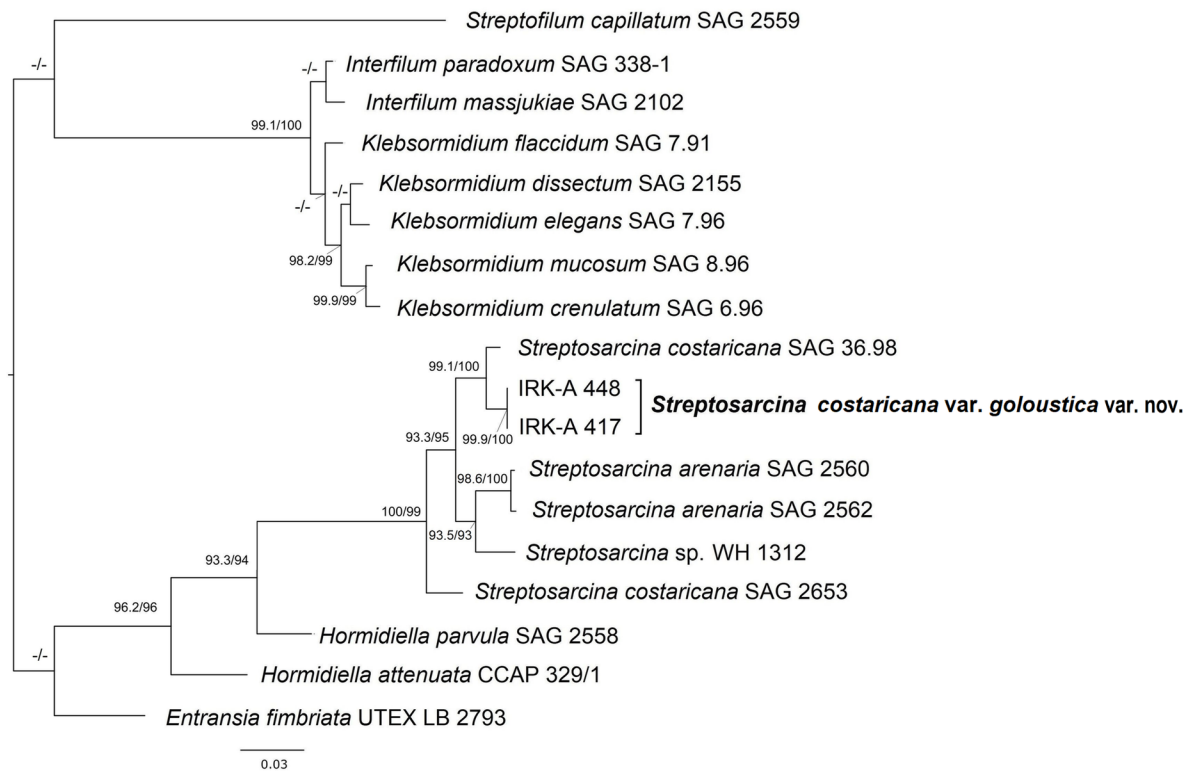 Streptofilum capillatum SAG 2559
-/-
Interfilum paradoxum SAG 338-1
-/-
Interfilum massjukiae SAG 2102
99.1/100
Klebsormidium flaccidum SAG 7.91
Klebsormidium dissectum SAG 2155
-/-
-/-
Klebsormidium elegans SAG 7.96
98.2/99
Klebsormidium mucosum SAG 8.96
99.9/99
Klebsormidium crenulatum SAG 6.96
Streptosarcina costaricana SAG 36.98
99.1/100
IRK-A 448
Streptosarcina costaricana var. goloustica var. nov.
IRK-A 417
99.9/100
93.3/95
Streptosarcina arenaria SAG 2560
98.6/100
Streptosarcina arenaria SAG 2562
100/99
93.5/93
Streptosarcina sp. WH 1312
93.3/94
Streptosarcina costaricana SAG 2653
96.2/96
Hormidiella parvula SAG 2558
-/-
Hormidiella attenuata CCAP 329/1
Entransia fimbriata UTEX LB 2793
0.03